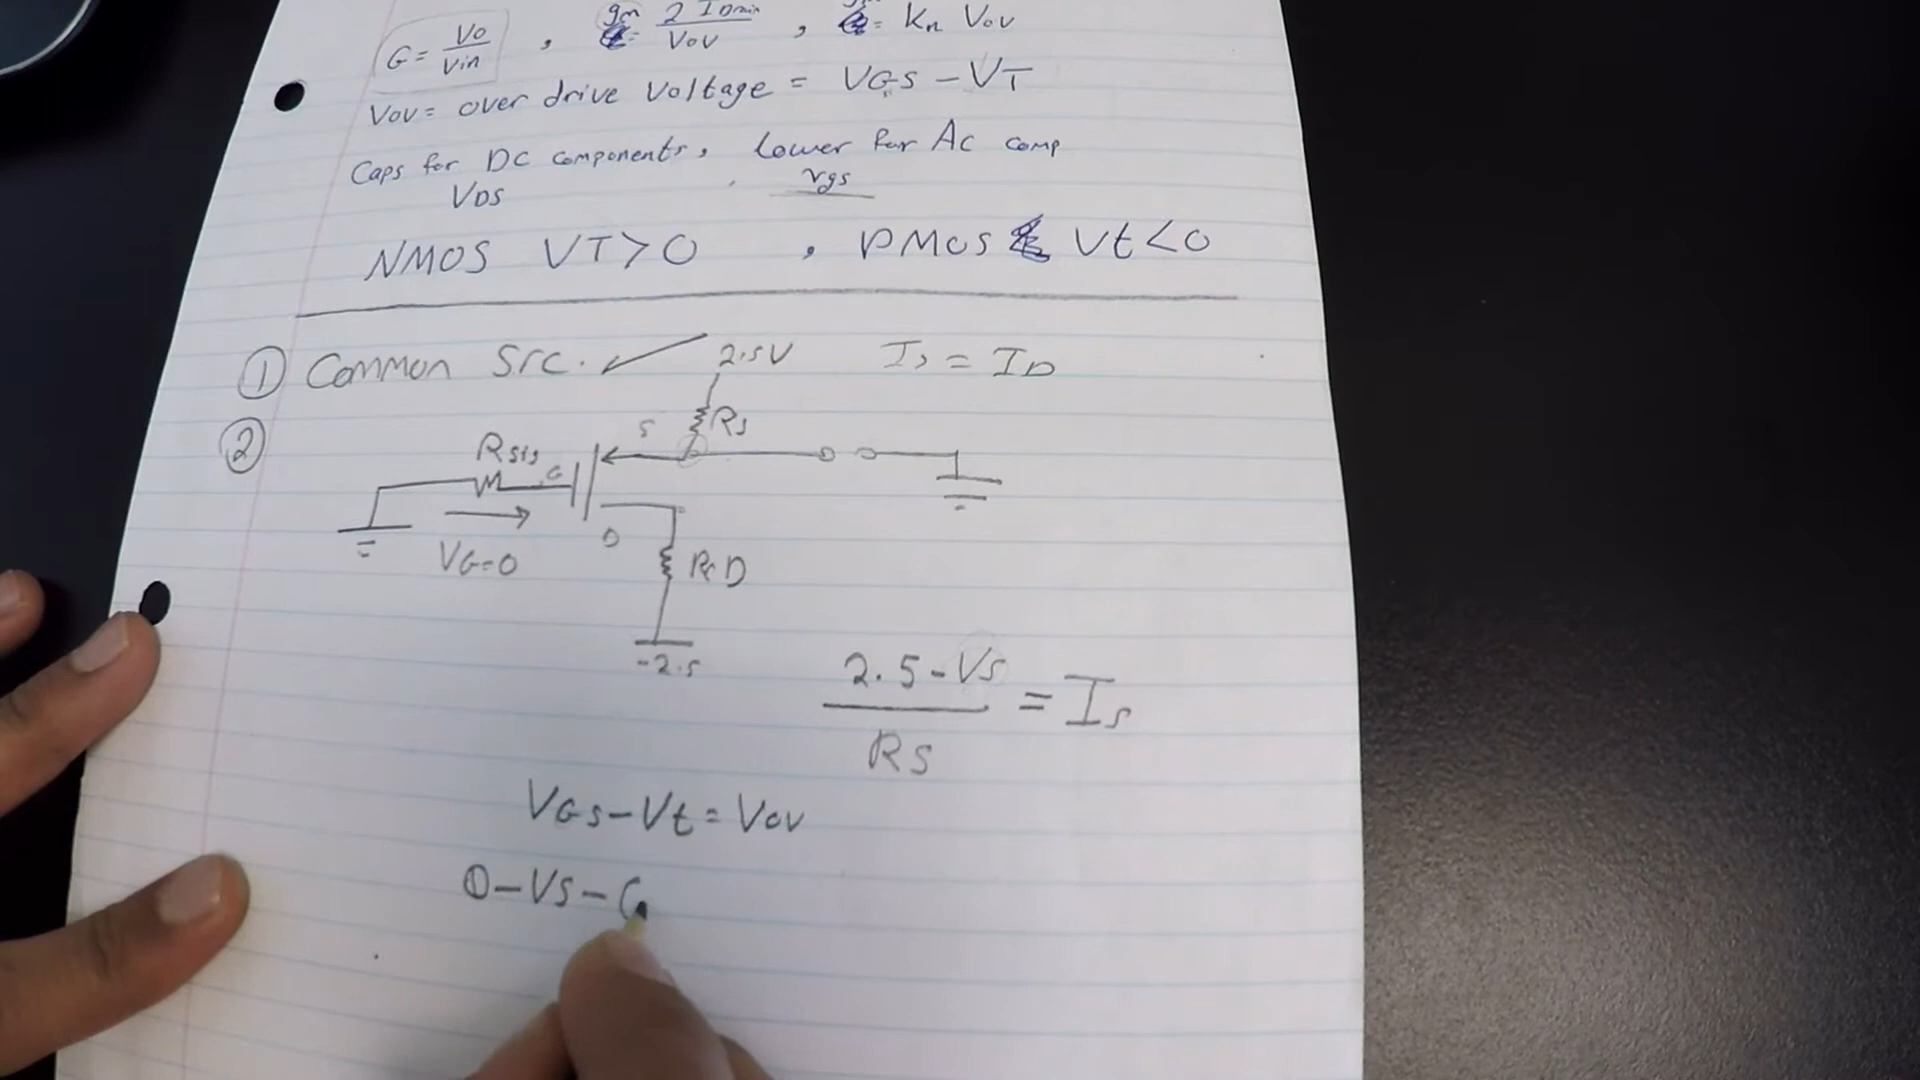 G = Vo/Vin , gm = 2 IDmin/VOV , = Kn VOV
VOV = over drive Voltage = VGS - VT
Caps for DC components, lower for AC comp
VDS vgs
NMOS VT>0 , PMOS Vt<0
① Common Src. 2.5V IS = ID
② Rsig G S RS
VG=0 D RD
-2.5
2.5-VS/RS = IS
VGS-Vt = VOV
0-VS-(